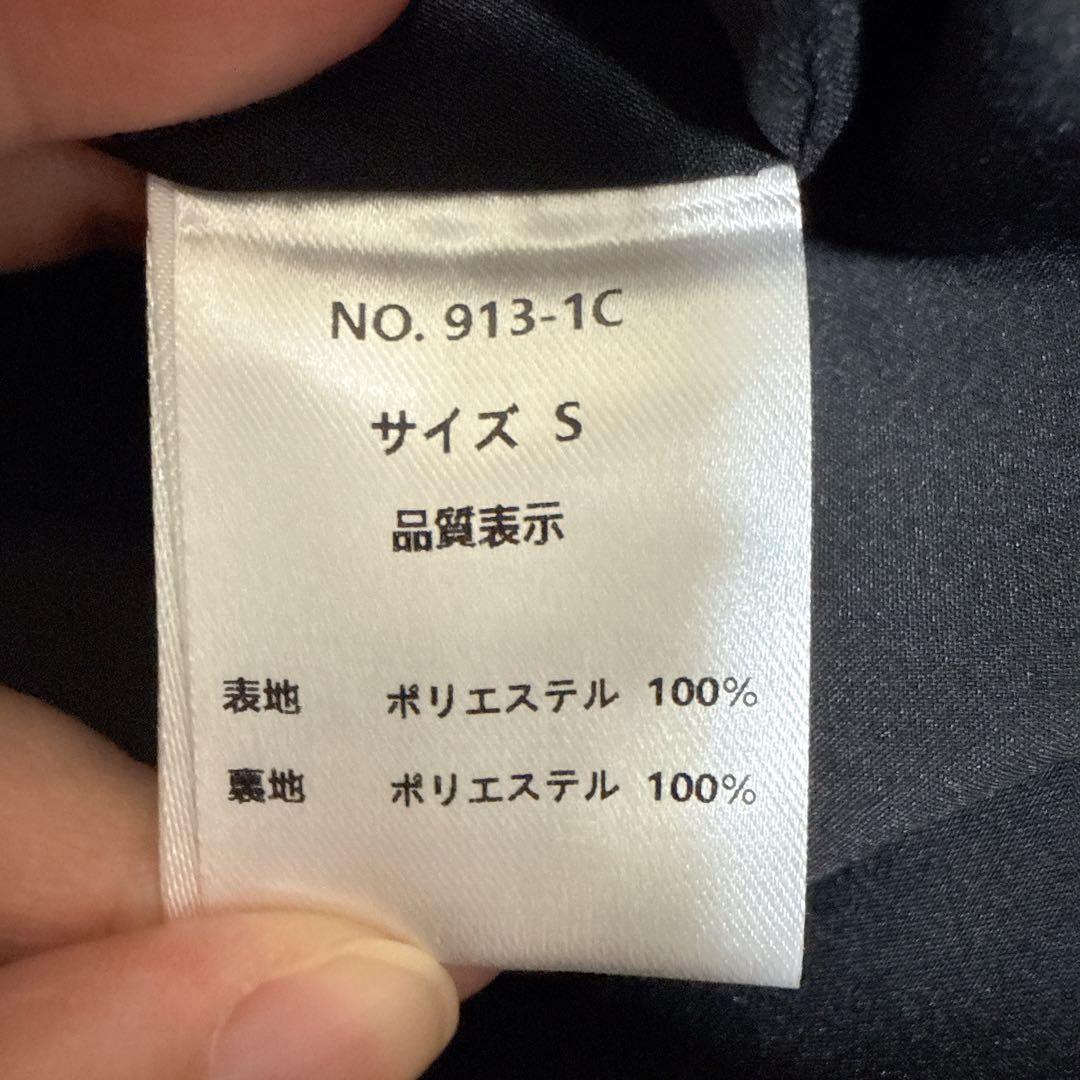 NO. 913-1C
サイズ S
品質表示
表地 ポリエステル 100%
裏地 ポリエステル 100%